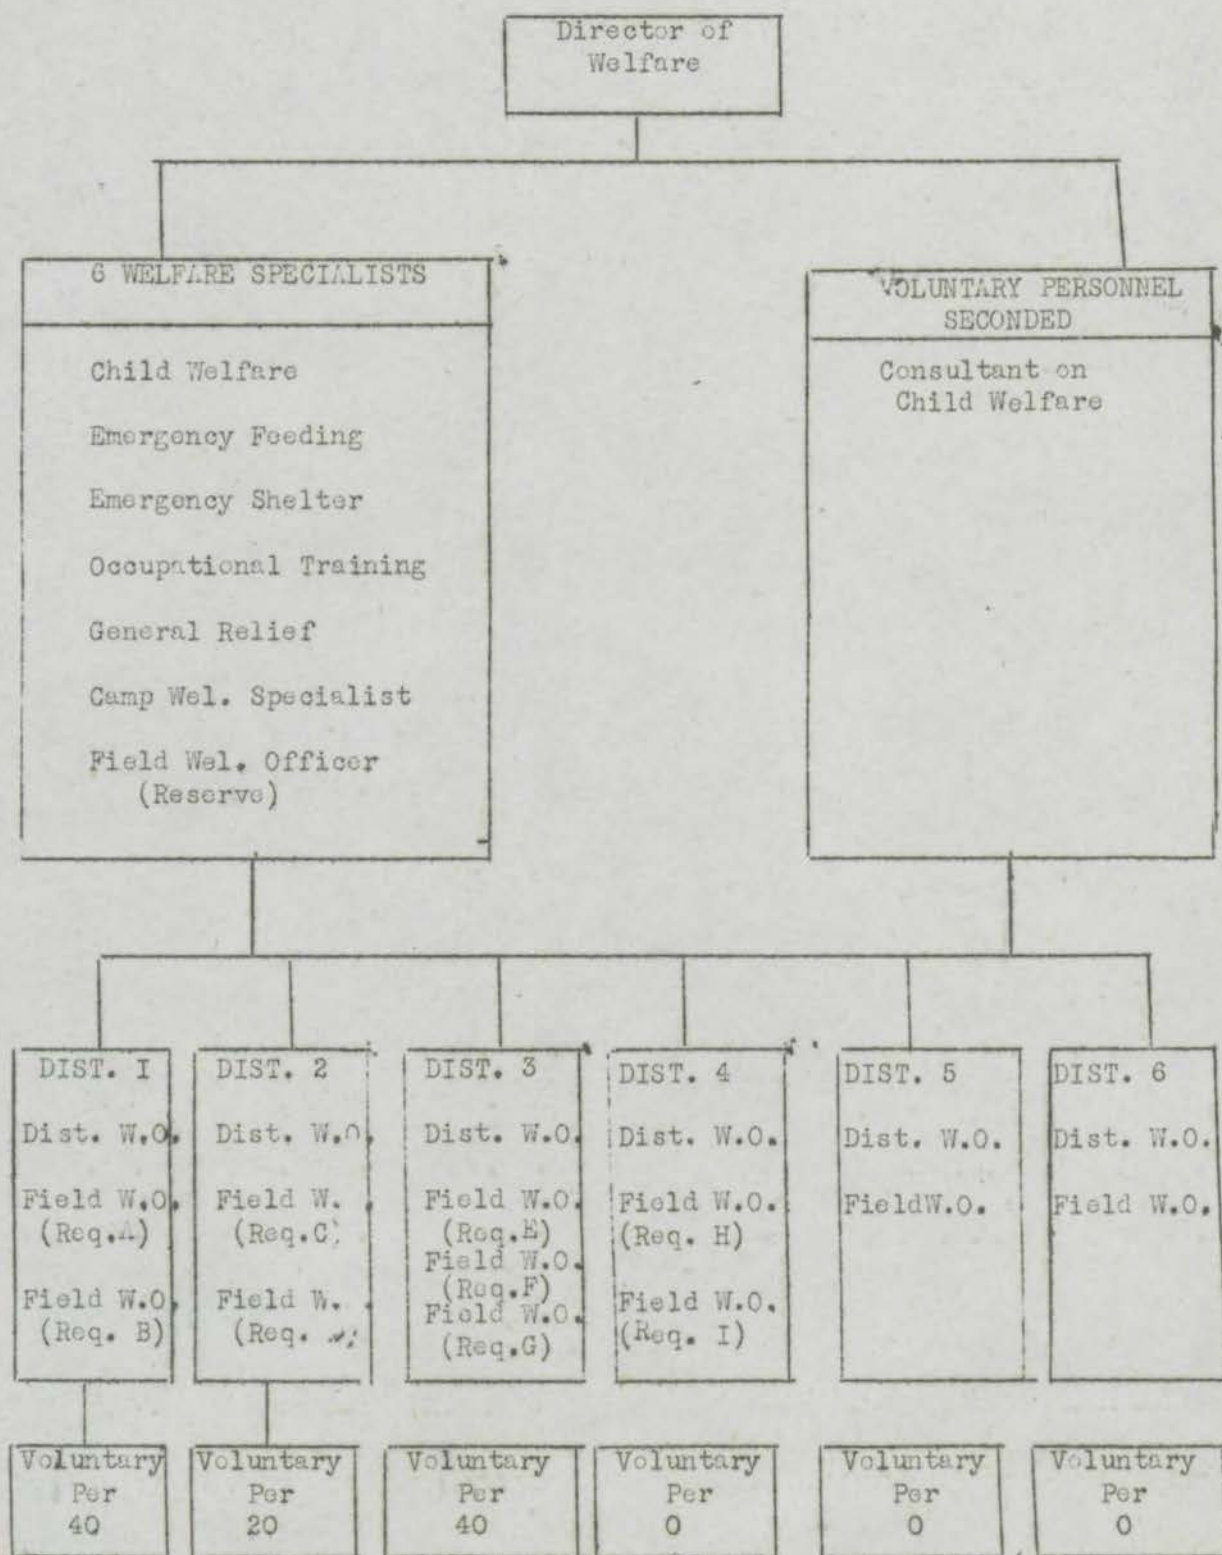 Director of
Welfare
6 WELFARE SPECIALISTS
Child Welfare
Emergency Feeding
Emergency Shelter
Occupational Training
General Relief
Camp Wel. Specialist
Field Wel. Officer
(Reserve)
VOLUNTARY PERSONNEL
SECONDED
Consultant on
Child Welfare
DIST. I
Dist. W.O.
Field W.O.
(Req.A)
Field W.O.
(Req. B)
DIST. 2
Dist. W.O.
Field W.
(Req.C)
Field W.
(Req.
DIST. 3
Dist. W.O.
Field W.O.
(Req.E)
Field W.O.
(Req.F)
Field W.O.
(Req.G)
DIST. 4
Dist. W.O.
Field W.O.
(Req. H)
Field W.O.
(Req. I)
DIST. 5
Dist. W.O.
FieldW.O.
DIST. 6
Dist. W.O.
Field W.O.
Voluntary
Per
40
Voluntary
Per
20
Voluntary
Per
40
Voluntary
Per
0
Voluntary
Per
0
Voluntary
Per
0